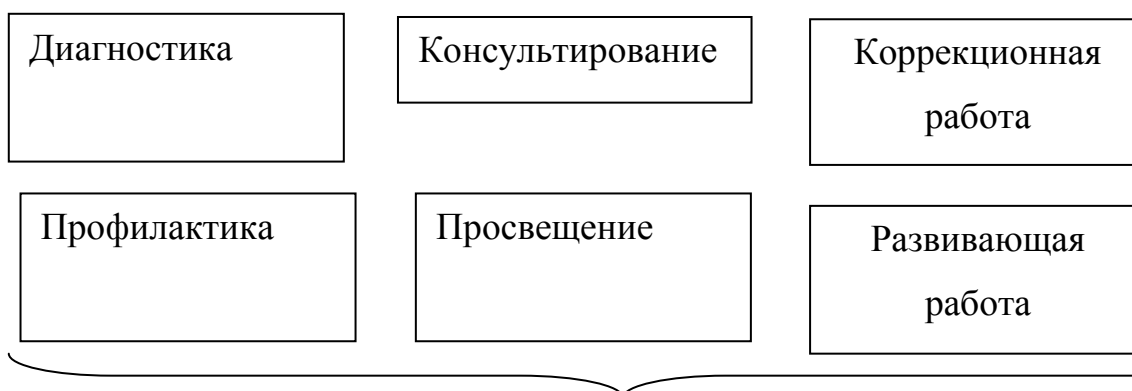 Диагностика
Консультирование
Коррекционная
работа
Профилактика
Просвещение
Развивающая
работа